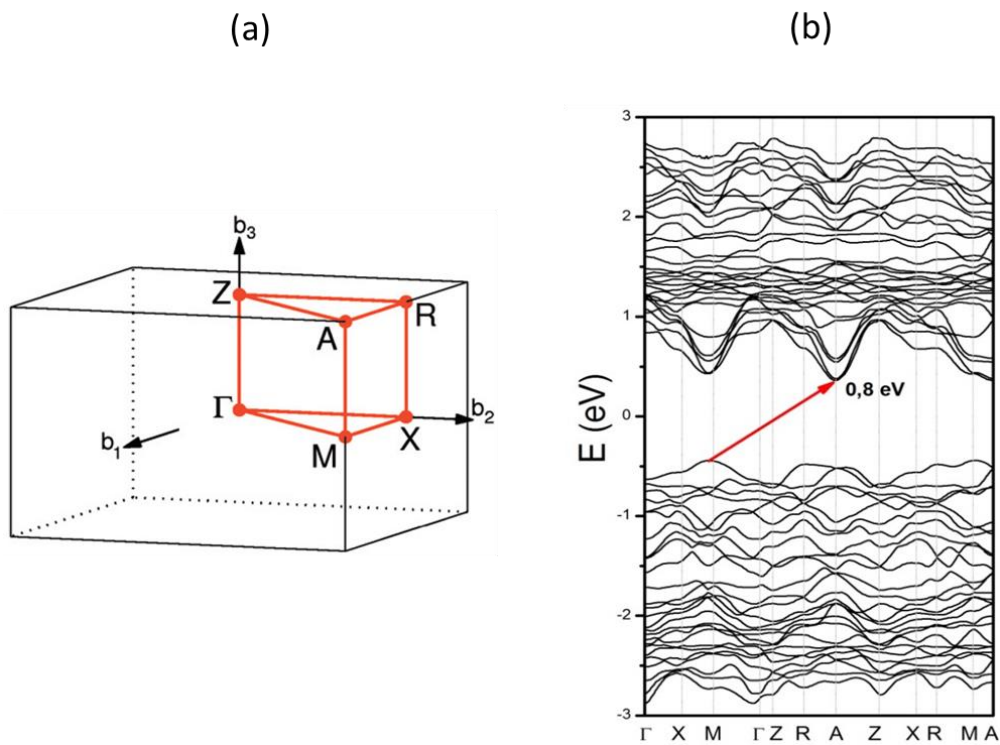 (a)
(b)
b3
Z
R
A
Γ
b2
b1
X
M
3
2
1
0
-1
-2
-3
E (eV)
0,8 eV
Γ X M Γ Z R A Z X R M A